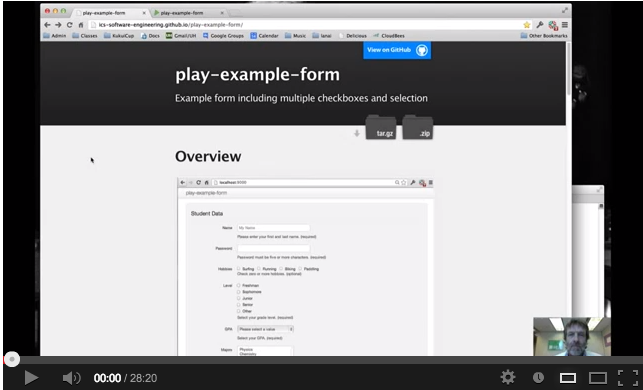 play-example-form
play-example-form
ics-software-engineering.github.io/play-example-form/
Admin Classes KukuiCup Docs Gmail/UH Google Groups Calendar Music lanai Delicious CloudBees Other Bookmarks
View on GitHub
play-example-form
Example form including multiple checkboxes and selection
tar.gz .zip
Overview
localhost:9000
play-example-form
Student Data
Name My Name
Please enter your first and last name. (required)
Password
Password must be five or more characters. (required)
Hobbies Surfing Running Biking Paddling
Check zero or more hobbies. (optional)
Level Freshman
Sophomore
Junior
Senior
Other
Select your grade level. (required)
GPA Please select a value
Select your GPA. (required)
Majors Physics
Chemistry
00:00 / 28:20